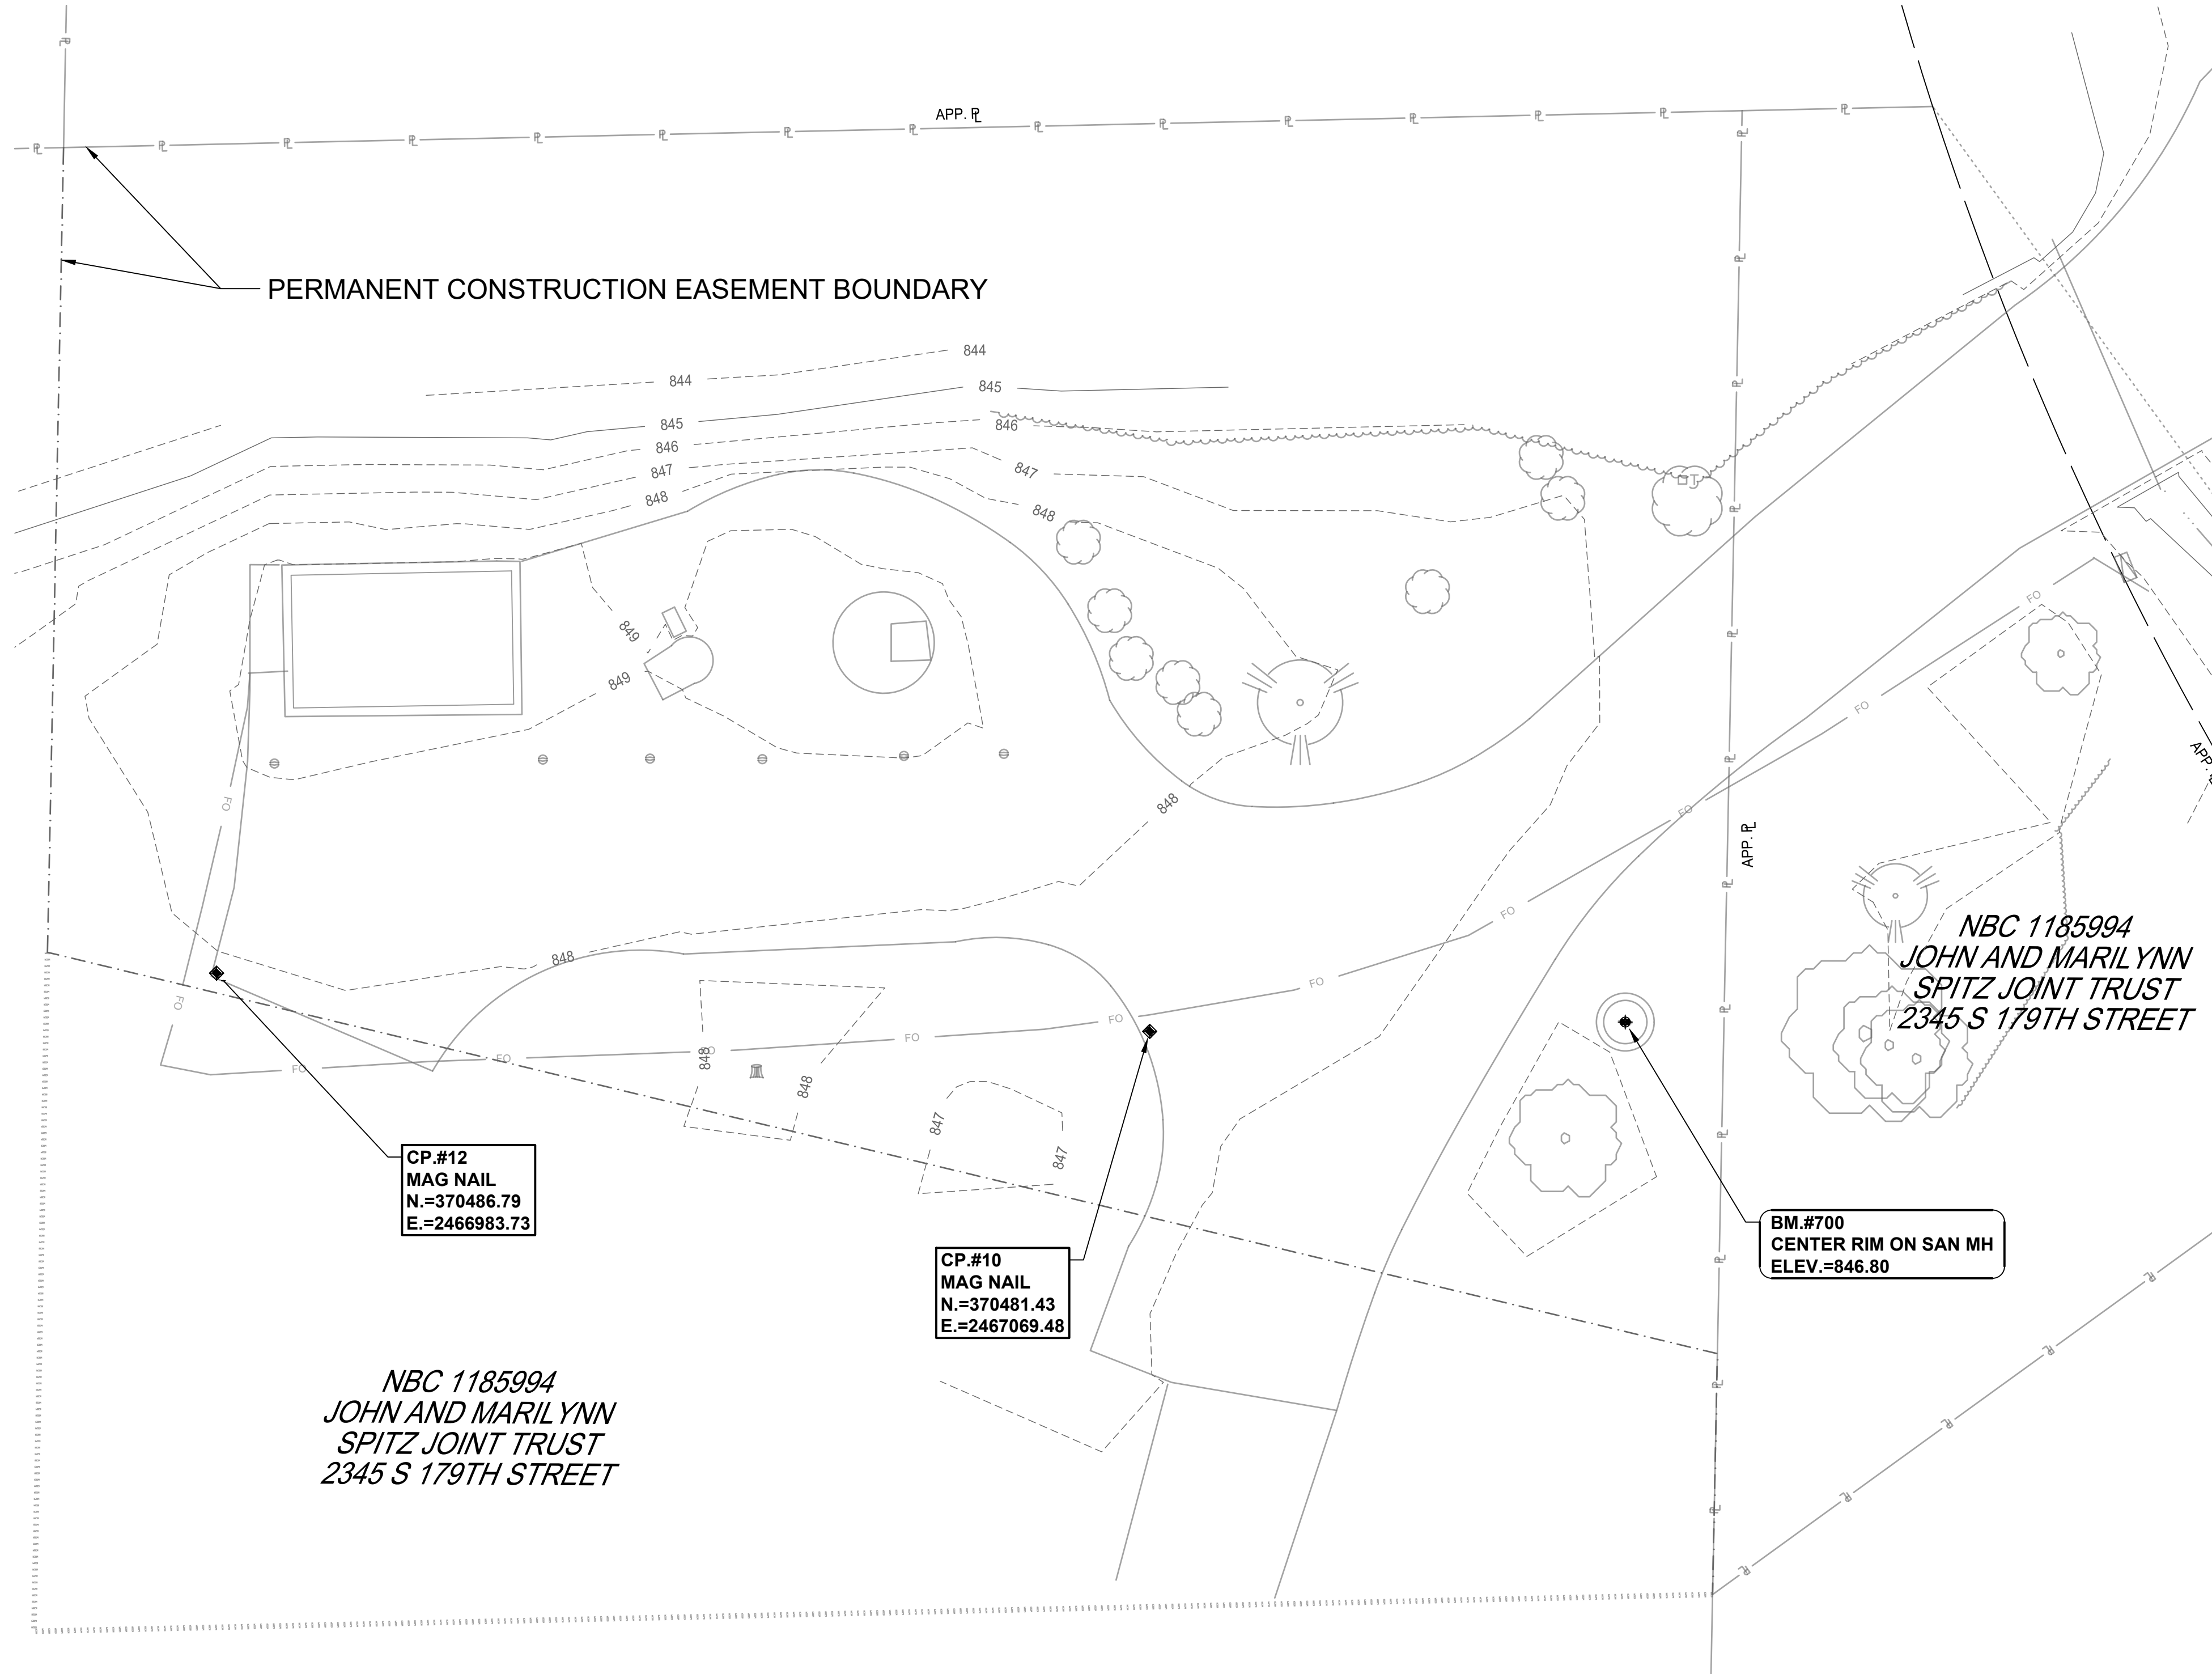 APP. ℄
PERMANENT CONSTRUCTION EASEMENT BOUNDARY
844
844
845
845
846
846
847
847
848
848
849
849
848
848
848
848
847
847
FO
FO
FO
FO
FO
FO
FO
FO
FO
FO
FO
T
APP. ℄
NBC 1185994
JOHN AND MARILYNN
SPITZ JOINT TRUST
2345 S 179TH STREET
CP.#12
MAG NAIL
N.=370486.79
E.=2466983.73
CP.#10
MAG NAIL
N.=370481.43
E.=2467069.48
BM.#700
CENTER RIM ON SAN MH
ELEV.=846.80
NBC 1185994
JOHN AND MARILYNN
SPITZ JOINT TRUST
2345 S 179TH STREET
APP.